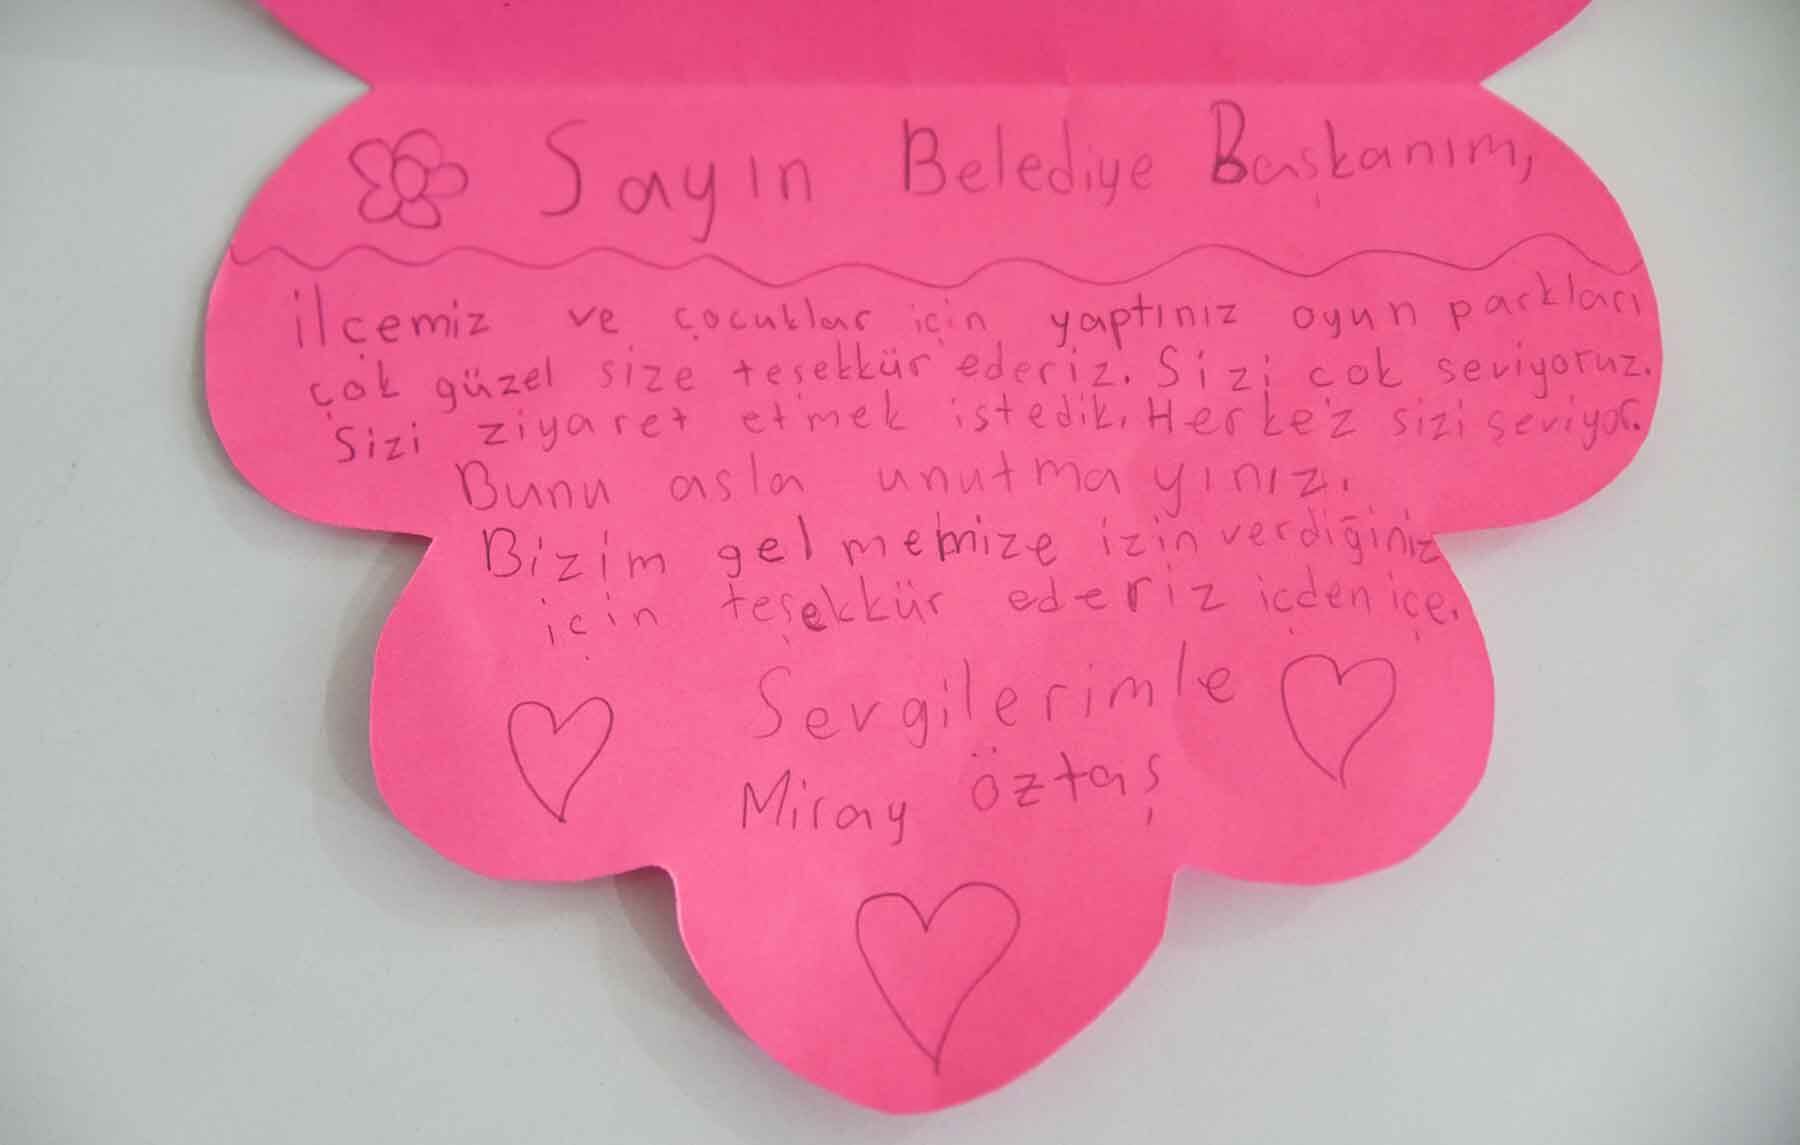 Sayın Belediye Başkanım,
ilçemiz ve çocuklar için yaptınız oyun parkları
çok güzel size teşekkür ederiz. Sizi çok seviyoruz.
Sizi ziyaret etmek istedik. Herkez sizi seviyor.
Bunu asla unutmayınız.
Bizim gelmemize izin verdiğiniz
için teşekkür ederiz içden içe.
Sevgilerimle
Miray öztaş